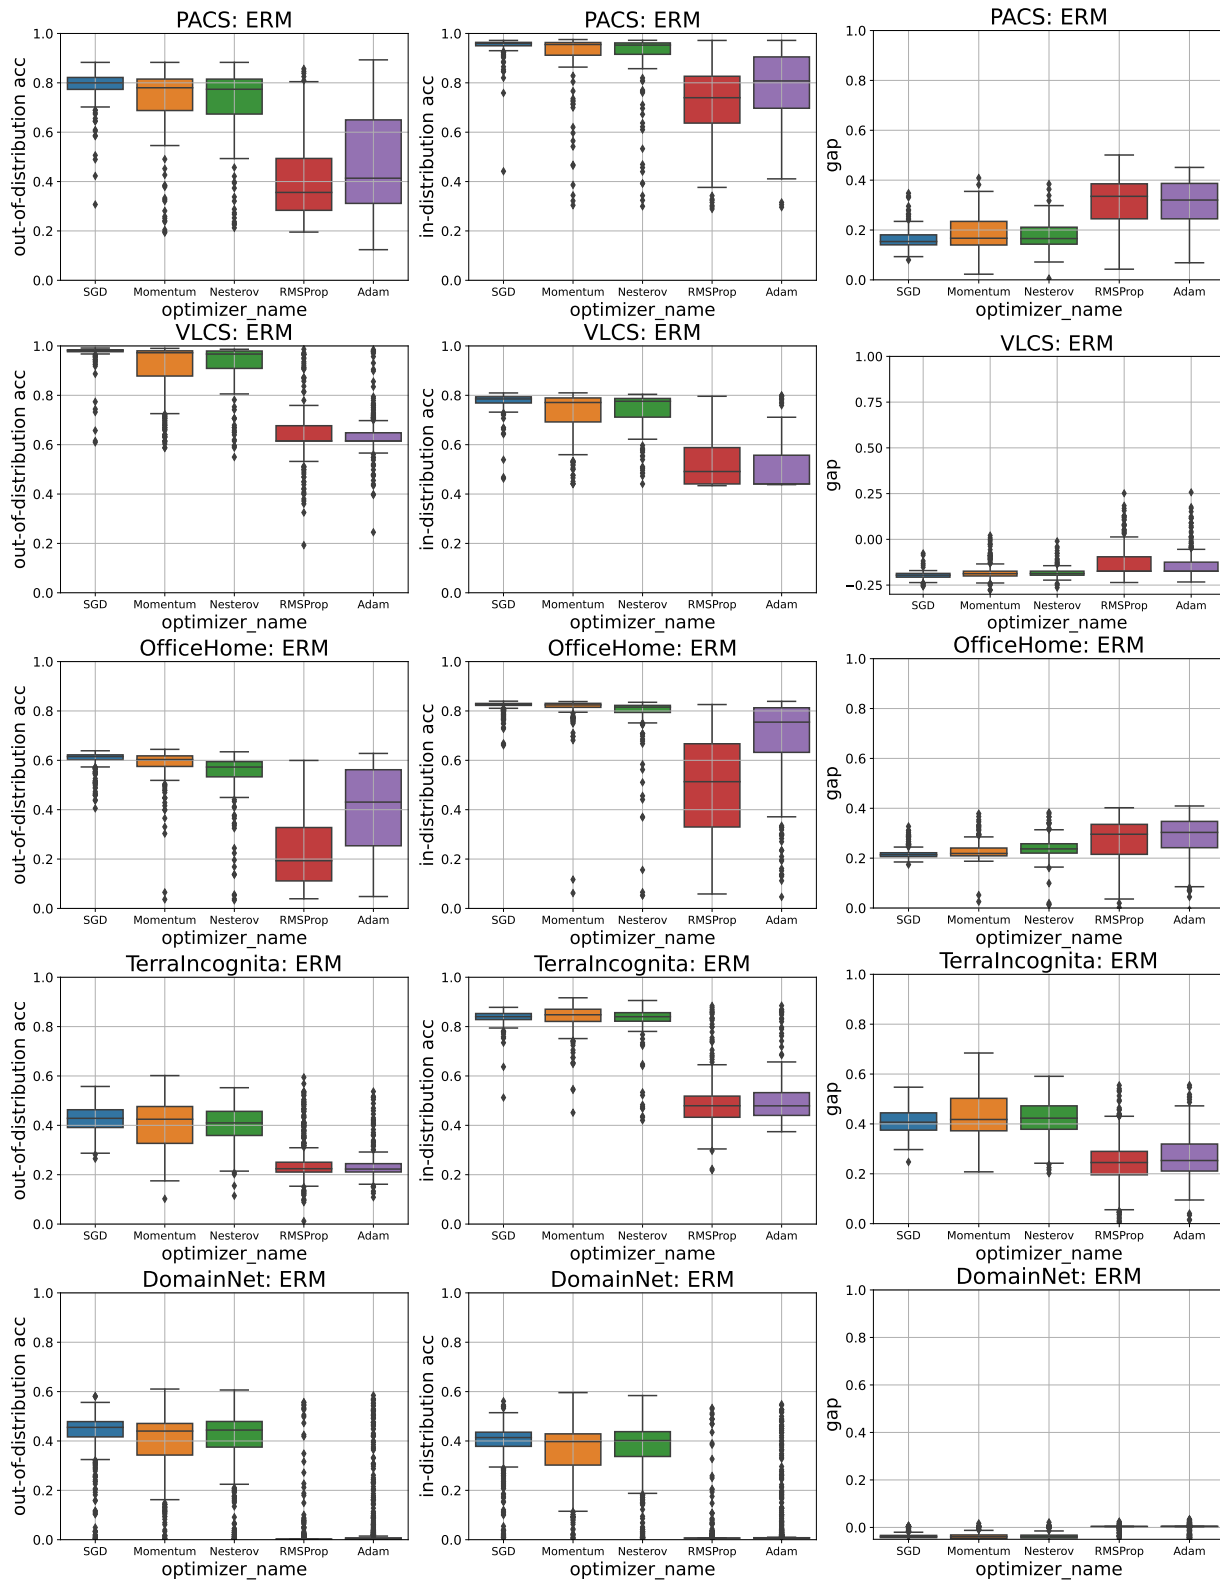 PACS: ERM
out-of-distribution acc
1.0
0.8
0.6
0.4
0.2
0.0
SGD Momentum Nesterov RMSProp Adam
optimizer_name
PACS: ERM
in-distribution acc
1.0
0.8
0.6
0.4
0.2
0.0
SGD Momentum Nesterov RMSProp Adam
optimizer_name
PACS: ERM
gap
1.0
0.8
0.6
0.4
0.2
0.0
SGD Momentum Nesterov RMSProp Adam
optimizer_name
VLCS: ERM
out-of-distribution acc
1.0
0.8
0.6
0.4
0.2
0.0
SGD Momentum Nesterov RMSProp Adam
optimizer_name
VLCS: ERM
in-distribution acc
1.0
0.8
0.6
0.4
0.2
0.0
SGD Momentum Nesterov RMSProp Adam
optimizer_name
VLCS: ERM
gap
1.00
0.75
0.50
0.25
0.00
−0.25
SGD Momentum Nesterov RMSProp Adam
optimizer_name
OfficeHome: ERM
out-of-distribution acc
1.0
0.8
0.6
0.4
0.2
0.0
SGD Momentum Nesterov RMSProp Adam
optimizer_name
OfficeHome: ERM
in-distribution acc
1.0
0.8
0.6
0.4
0.2
0.0
SGD Momentum Nesterov RMSProp Adam
optimizer_name
OfficeHome: ERM
gap
1.0
0.8
0.6
0.4
0.2
0.0
SGD Momentum Nesterov RMSProp Adam
optimizer_name
TerraIncognita: ERM
out-of-distribution acc
1.0
0.8
0.6
0.4
0.2
0.0
SGD Momentum Nesterov RMSProp Adam
optimizer_name
TerraIncognita: ERM
in-distribution acc
1.0
0.8
0.6
0.4
0.2
0.0
SGD Momentum Nesterov RMSProp Adam
optimizer_name
TerraIncognita: ERM
gap
1.0
0.8
0.6
0.4
0.2
0.0
SGD Momentum Nesterov RMSProp Adam
optimizer_name
DomainNet: ERM
out-of-distribution acc
1.0
0.8
0.6
0.4
0.2
0.0
SGD Momentum Nesterov RMSProp Adam
optimizer_name
DomainNet: ERM
in-distribution acc
1.0
0.8
0.6
0.4
0.2
0.0
SGD Momentum Nesterov RMSProp Adam
optimizer_name
DomainNet: ERM
gap
1.0
0.8
0.6
0.4
0.2
0.0
SGD Momentum Nesterov RMSProp Adam
optimizer_name